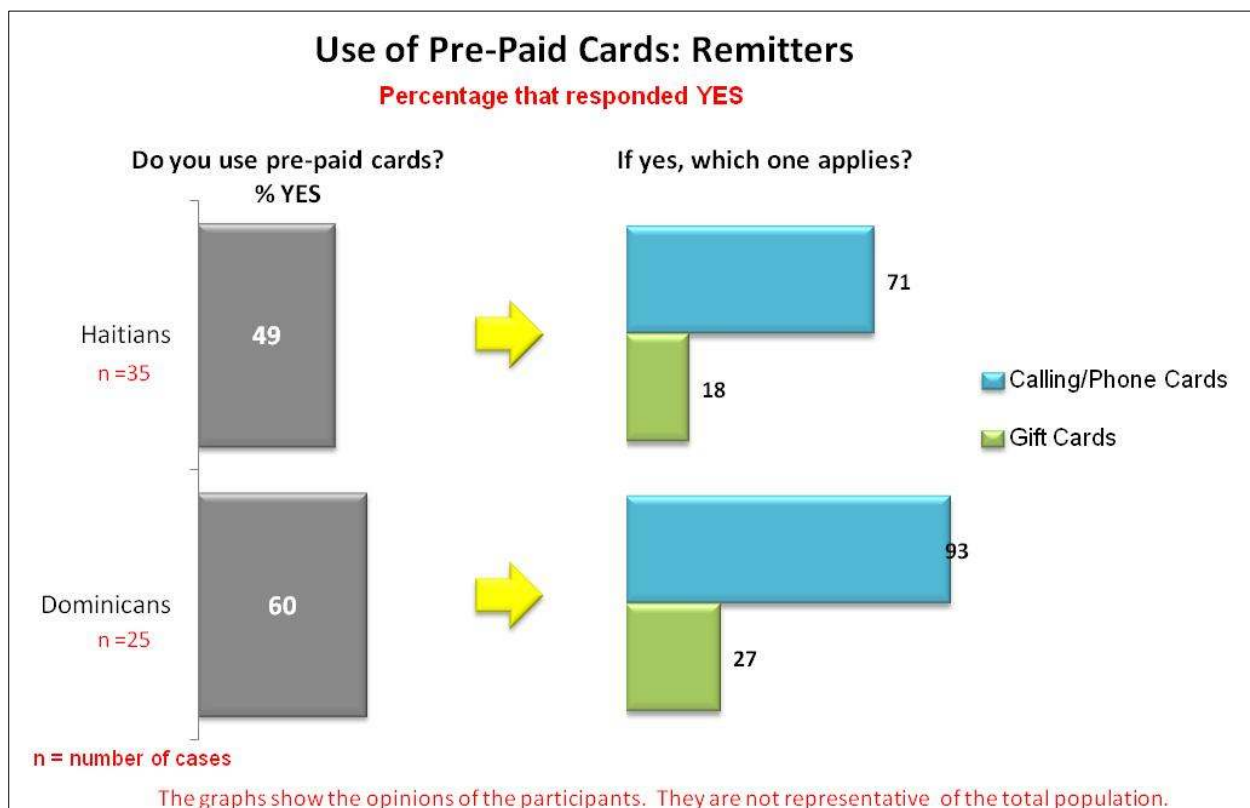 Use of Pre-Paid Cards: Remitters
Percentage that responded YES
Do you use pre-paid cards?
% YES
If yes, which one applies?
Haitians
n =35
49
71
18
Calling/Phone Cards
Gift Cards
Dominicans
n =25
60
93
27
n = number of cases
The graphs show the opinions of the participants. They are not representative of the total population.